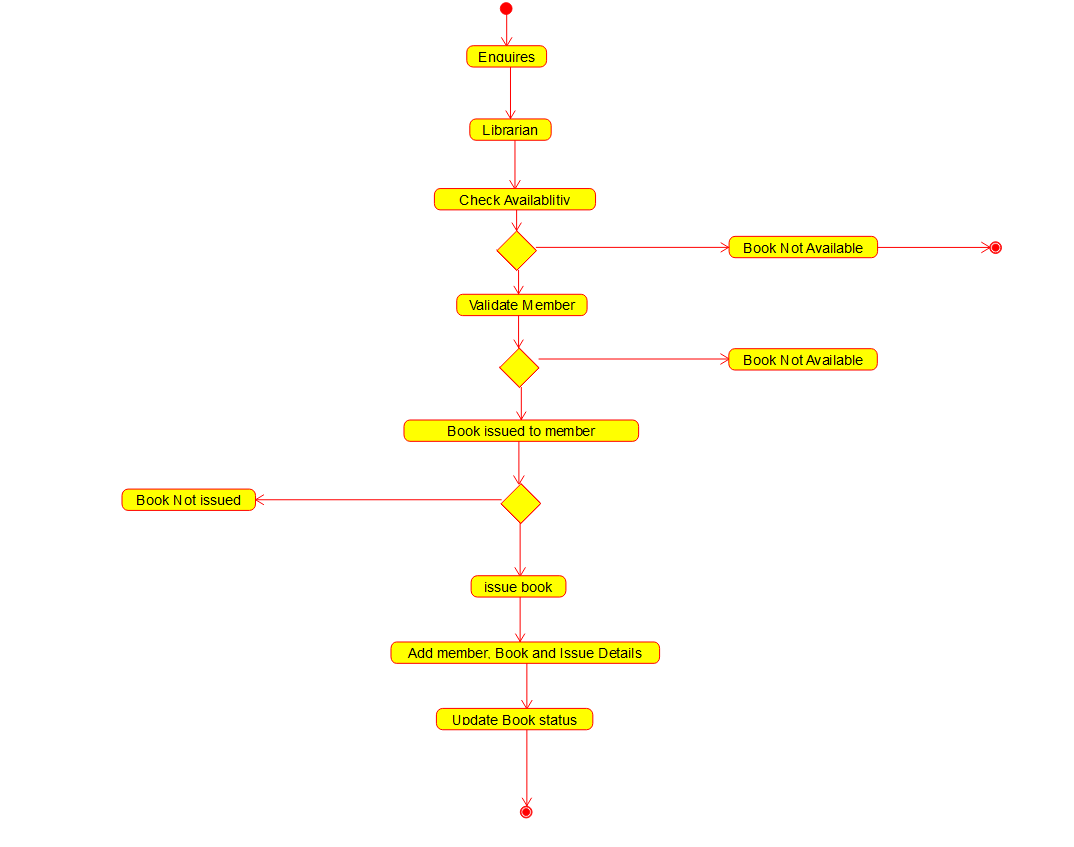 Enquires
Librarian
Check Availablitiy
Book Not Available
Validate Member
Book Not Available
Book issued to member
Book Not issued
issue book
Add member, Book and Issue Details
Update Book status